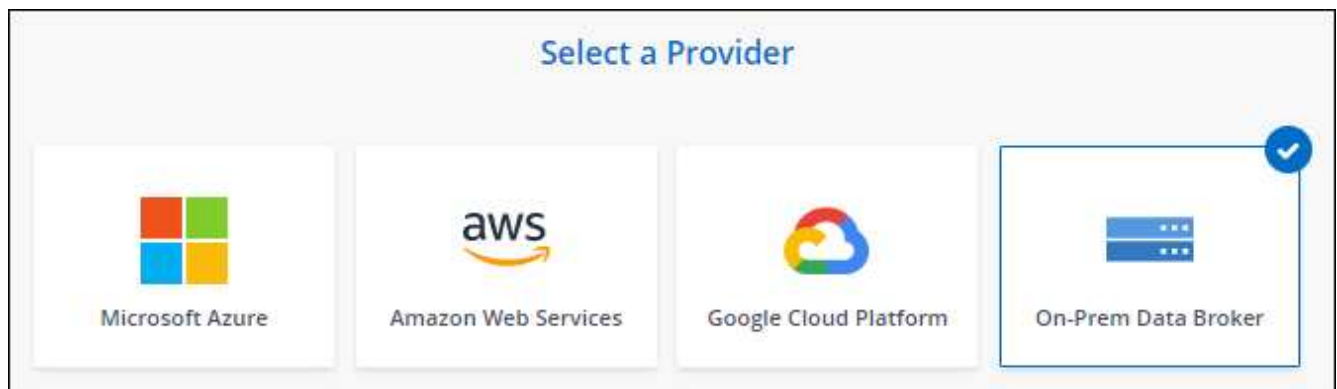 Select a Provider
aws
Microsoft Azure
Amazon Web Services
Google Cloud Platform
On-Prem Data Broker